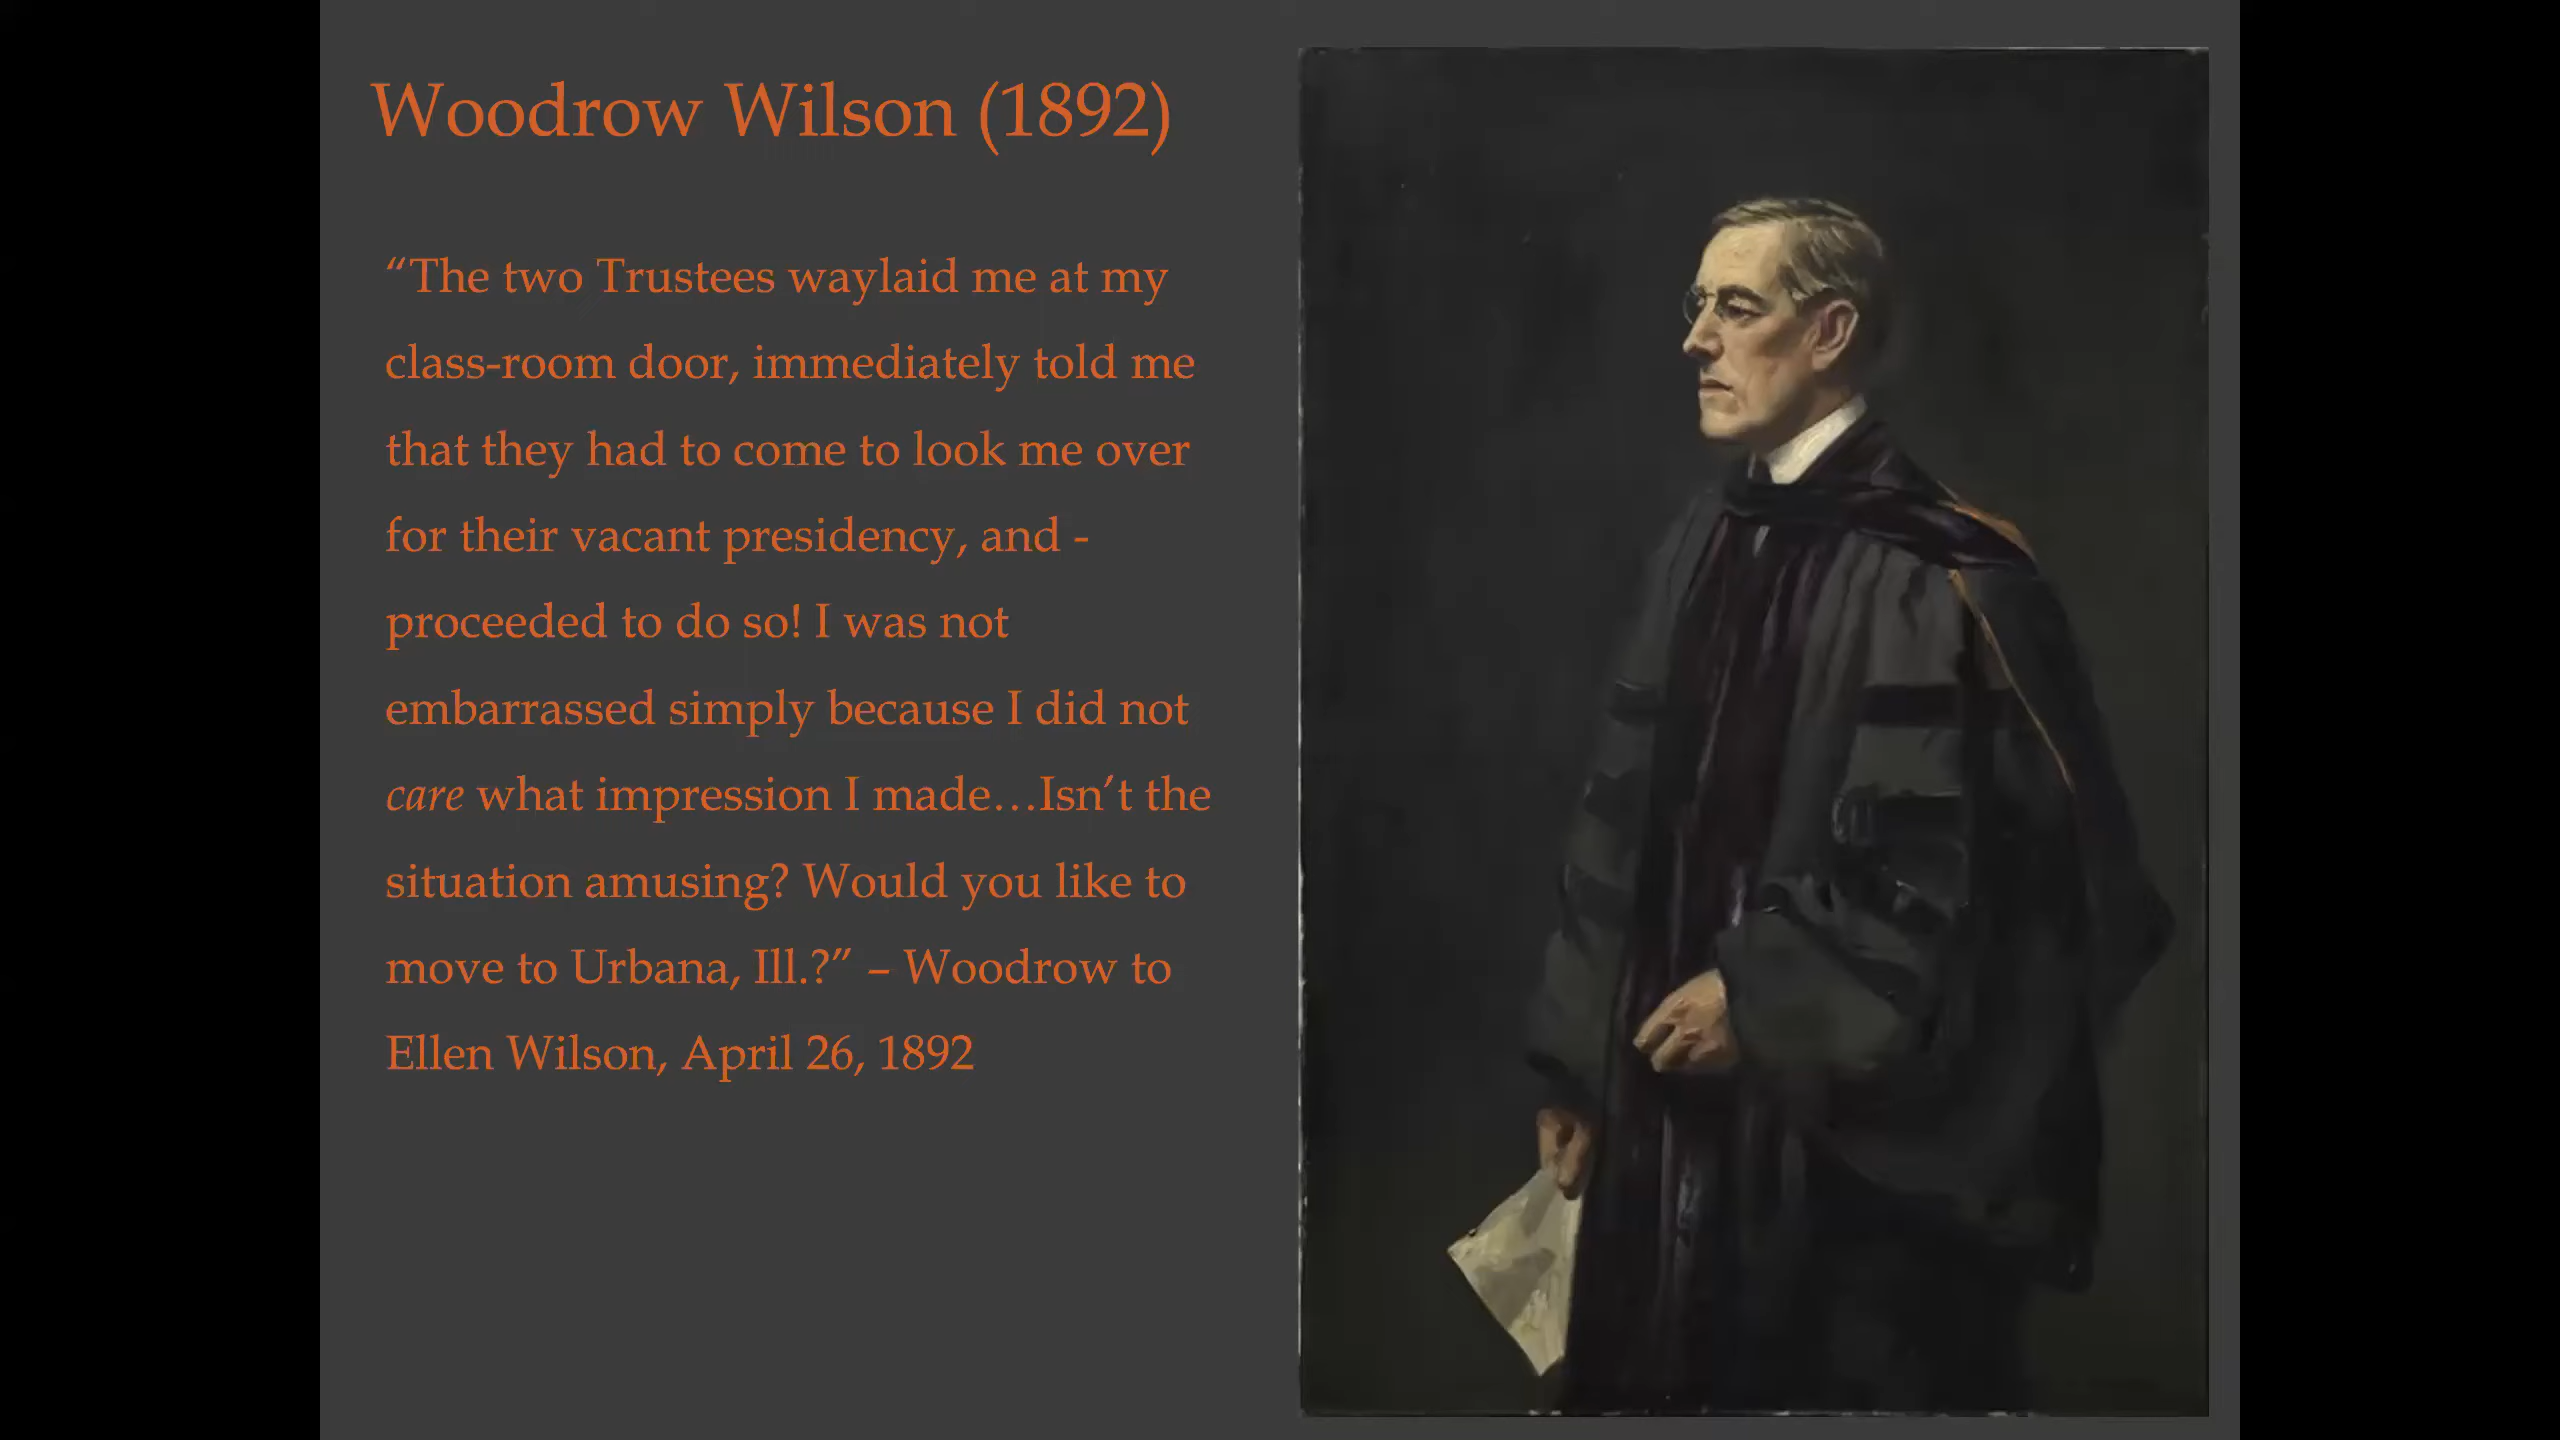 Woodrow Wilson (1892)
“The two Trustees waylaid me at my
class-room door, immediately told me
that they had to come to look me over
for their vacant presidency, and -
proceeded to do so! I was not
embarrassed simply because I did not
care what impression I made…Isn’t the
situation amusing? Would you like to
move to Urbana, Ill.?” – Woodrow to
Ellen Wilson, April 26, 1892